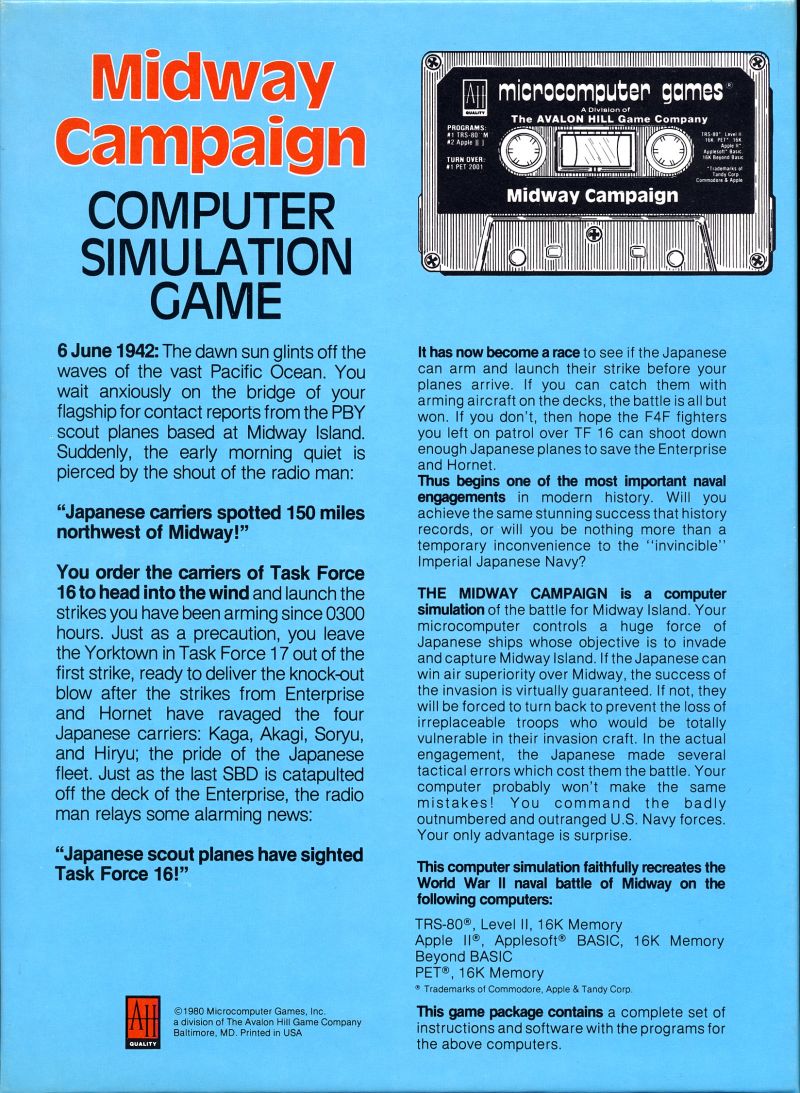 Midway
Campaign
COMPUTER
SIMULATION
GAME
6 June 1942: The dawn sun glints off the
waves of the vast Pacific Ocean. You
wait anxiously on the bridge of your
flagship for contact reports from the PBY
scout planes based at Midway Island.
Suddenly, the early morning quiet is
pierced by the shout of the radio man:
“Japanese carriers spotted 150 miles
northwest of Midway!”
You order the carriers of Task Force
16 to head into the wind and launch the
strikes you have been arming since 0300
hours. Just as a precaution, you leave
the Yorktown in Task Force 17 out of the
first strike, ready to deliver the knock-out
blow after the strikes from Enterprise
and Hornet have ravaged the four
Japanese carriers: Kaga, Akagi, Soryu,
and Hiryu; the pride of the Japanese
fleet. Just as the last SBD is catapulted
off the deck of the Enterprise, the radio
man relays some alarming news:
“Japanese scout planes have sighted
Task Force 16!”
AH
QUALITY
©1980 Microcomputer Games, Inc.
a division of The Avalon Hill Game Company
Baltimore, MD. Printed in USA
AH
QUALITY
microcomputer games®
A Division of
The AVALON HILL Game Company
PROGRAMS:
#1 TRS-80™
#2 Apple ][
TURN OVER:
#1 PET 2001
TRS-80® Level II
16K, PET® 16K
Apple II®
Applesoft® Basic
16K Beyond Basic
®Trademarks of
Tandy Corp.
Commodore & Apple
Midway Campaign
It has now become a race to see if the Japanese
can arm and launch their strike before your
planes arrive. If you can catch them with
arming aircraft on the decks, the battle is all but
won. If you don't, then hope the F4F fighters
you left on patrol over TF 16 can shoot down
enough Japanese planes to save the Enterprise
and Hornet.
Thus begins one of the most important naval
engagements in modern history. Will you
achieve the same stunning success that history
records, or will you be nothing more than a
temporary inconvenience to the ''invincible''
Imperial Japanese Navy?
THE MIDWAY CAMPAIGN is a computer
simulation of the battle for Midway Island. Your
microcomputer controls a huge force of
Japanese ships whose objective is to invade
and capture Midway Island. If the Japanese can
win air superiority over Midway, the success of
the invasion is virtually guaranteed. If not, they
will be forced to turn back to prevent the loss of
irreplaceable troops who would be totally
vulnerable in their invasion craft. In the actual
engagement, the Japanese made several
tactical errors which cost them the battle. Your
computer probably won't make the same
mistakes! You command the badly
outnumbered and outranged U.S. Navy forces.
Your only advantage is surprise.
This computer simulation faithfully recreates the
World War II naval battle of Midway on the
following computers:
TRS-80®, Level II, 16K Memory
Apple II®, Applesoft® BASIC, 16K Memory
Beyond BASIC
PET®, 16K Memory
® Trademarks of Commodore, Apple & Tandy Corp.
This game package contains a complete set of
instructions and software with the programs for
the above computers.